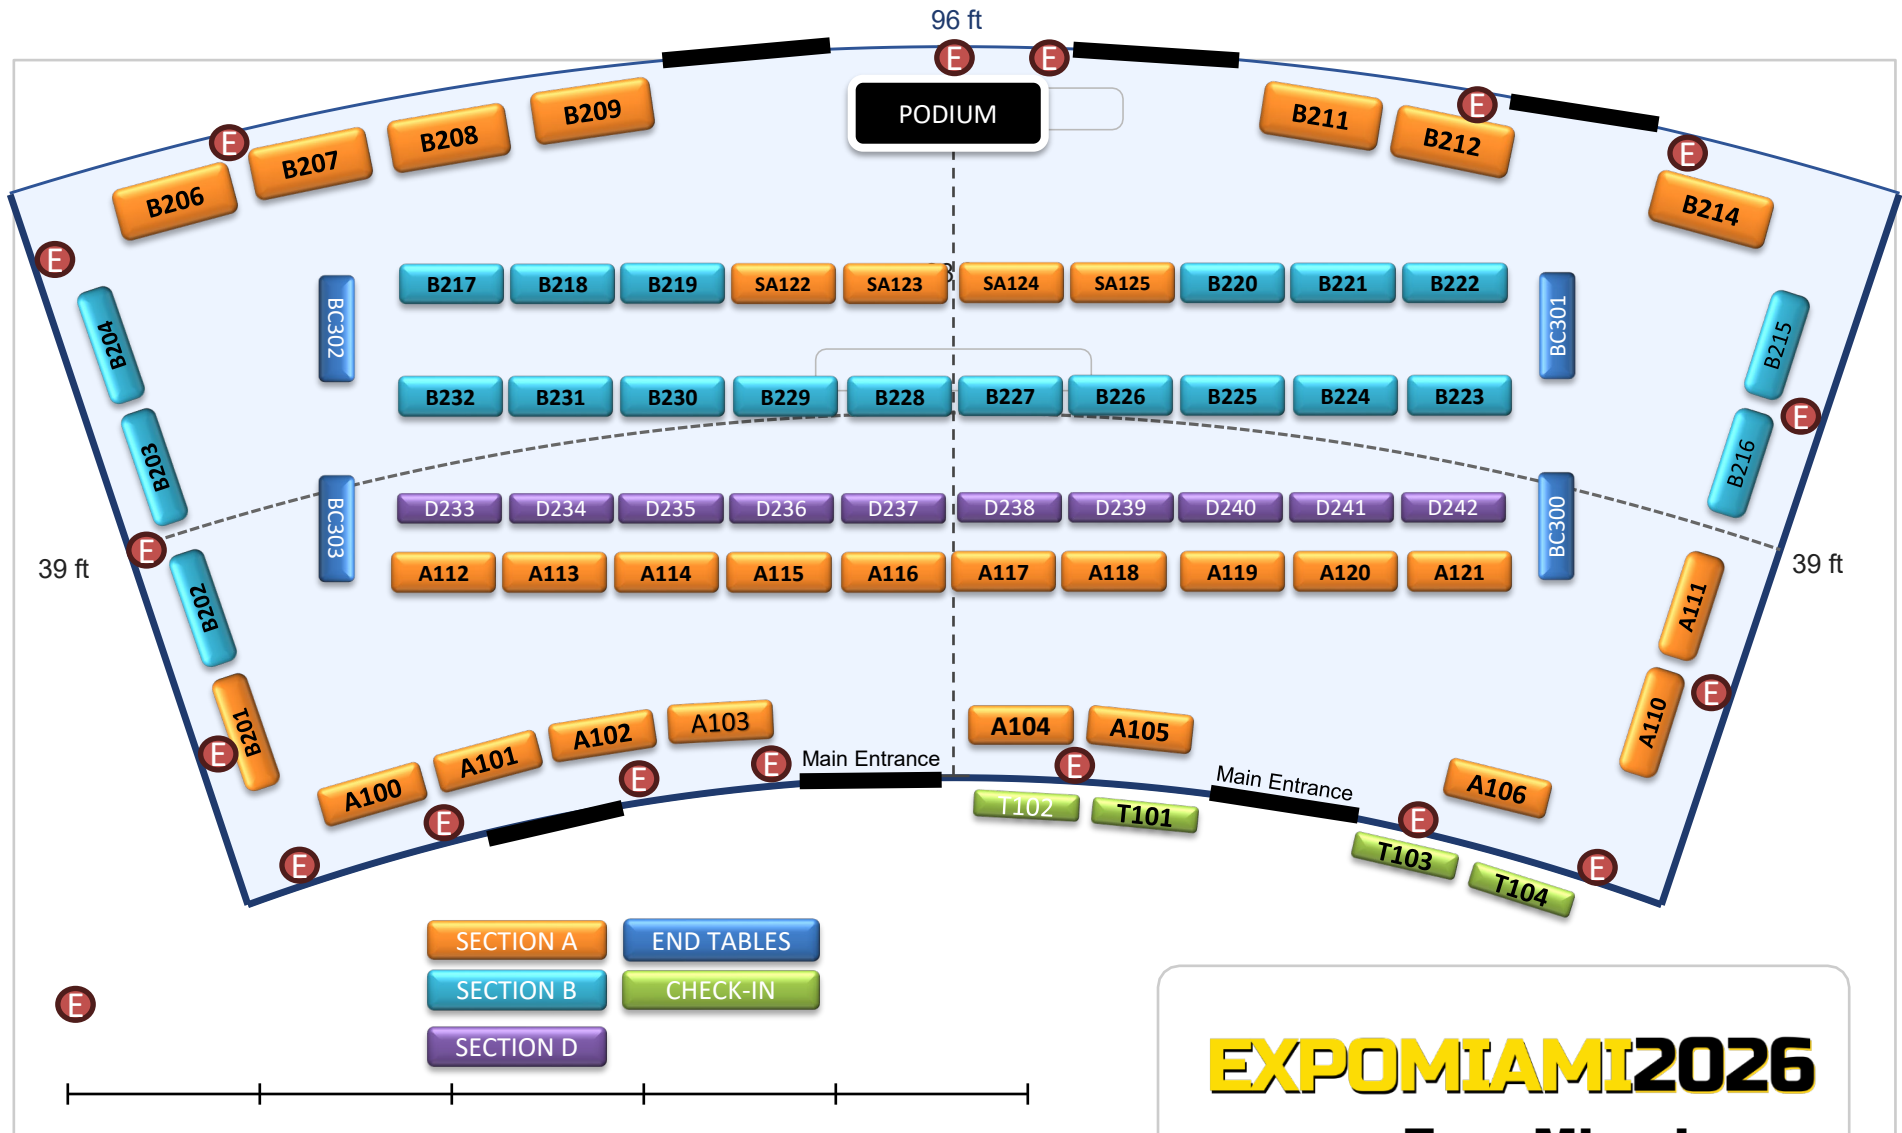 96 ft
E
E
PODIUM
B209
B208
B207
B206
E
B211
B212
E
B214
E
E
B217
B218
B219
SA122
SA123
SA124
SA125
B220
B221
B222
BC302
BC301
B204
B215
B232
B231
B230
B229
B228
B227
B226
B225
B224
B223
E
B203
B216
BC303
D233
D234
D235
D236
D237
D238
D239
D240
D241
D242
BC300
E
39 ft
39 ft
A112
A113
A114
A115
A116
A117
A118
A119
A120
A121
B202
A111
B201
E
A100
A101
A102
A103
A104
A105
A110
E
E
E
E
E
E
Main Entrance
Main Entrance
A106
E
T102
T101
T103
T104
E
SECTION A
END TABLES
SECTION B
CHECK-IN
SECTION D
E
EXPOMIAMI2026